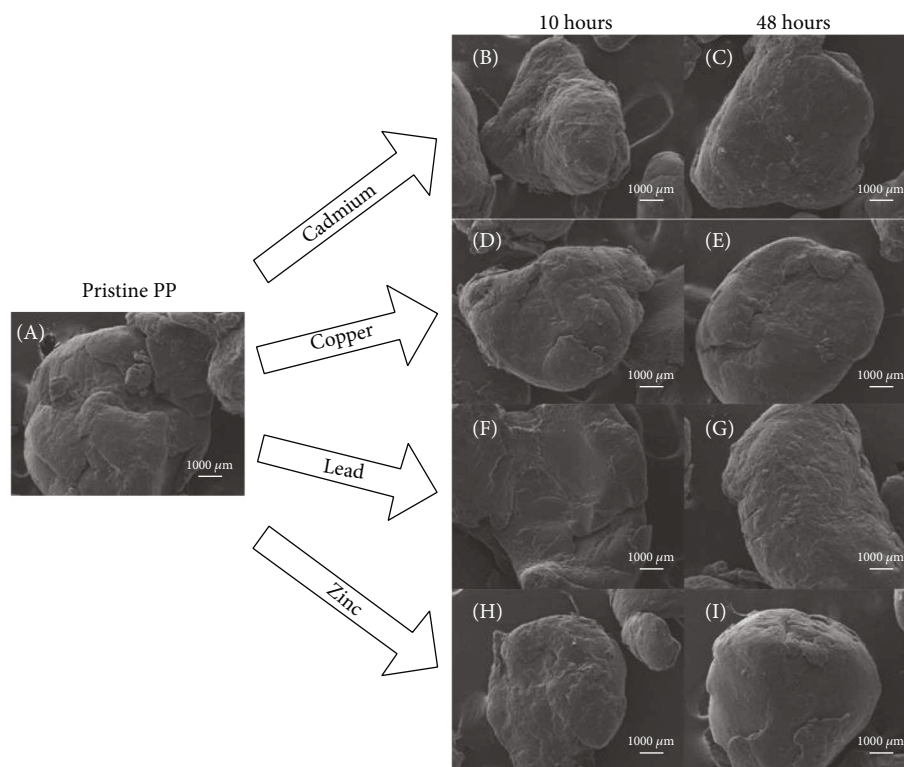 10 hours
48 hours
(B)
(C)
1000 μm
1000 μm
Cadmium
(D)
(E)
1000 μm
1000 μm
Pristine PP
(A)
1000 μm
Copper
(F)
(G)
1000 μm
1000 μm
Lead
(H)
(I)
1000 μm
1000 μm
Zinc